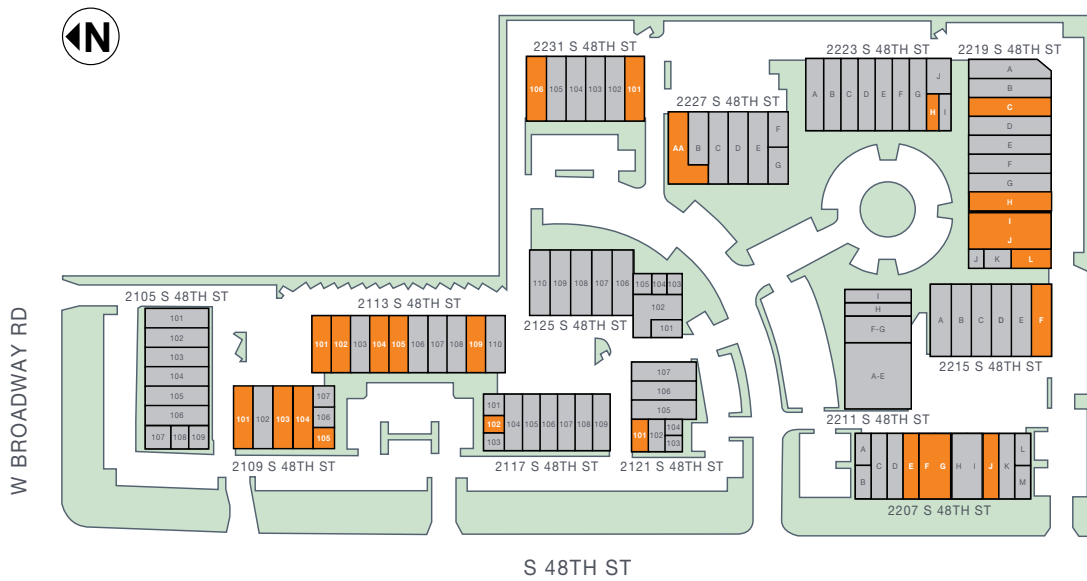 N
W BROADWAY RD
S 48TH ST
2231 S 48TH ST
106 105 104 103 102 101
2227 S 48TH ST
AA B C D E F G
2223 S 48TH ST
A B C D E F G H I J
2219 S 48TH ST
A
B
C
D
E
F
G
H
I
J
J K L
2125 S 48TH ST
110 109 108 107 106 105 104 103
102
101
2105 S 48TH ST
101
102
103
104
105
106
107 108 109
2113 S 48TH ST
101 102 103 104 105 106 107 108 109 110
2109 S 48TH ST
101 102 103 104 107
106
105
2117 S 48TH ST
101
102
103
104 105 106 107 108 109
2121 S 48TH ST
107
106
105
101 102 104
103
2211 S 48TH ST
I
H
F-G
A-E
2215 S 48TH ST
A B C D E F
2207 S 48TH ST
A
B
C D E F G H I J K L
M